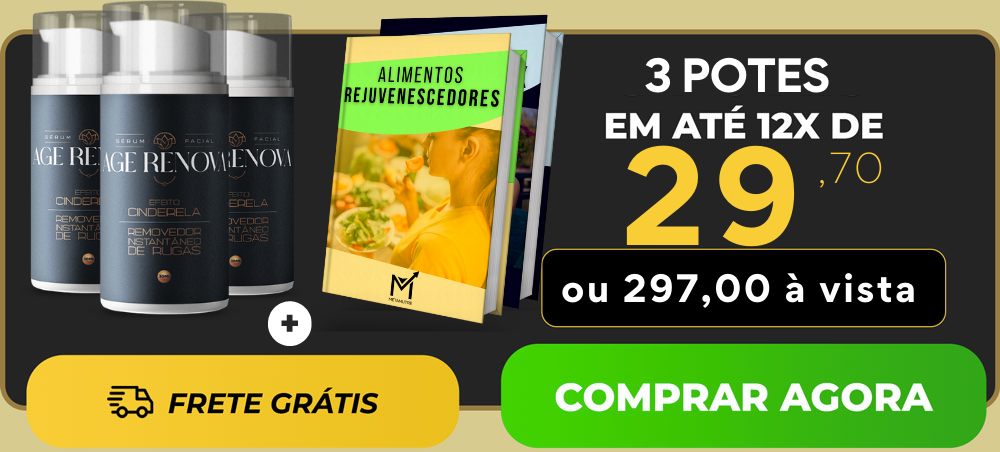 SÉRUM FACIAL
AGE RENOVA
EFEITO
CINDERELA
REMOVEDOR
INSTANTÂNEO
DE RUGAS
ALIMENTOS
REJUVENESCEDORES
METANUTRE
+
3 POTES
EM ATÉ 12X DE
29,70
ou 297,00 à vista
FRETE GRÁTIS
COMPRAR AGORA